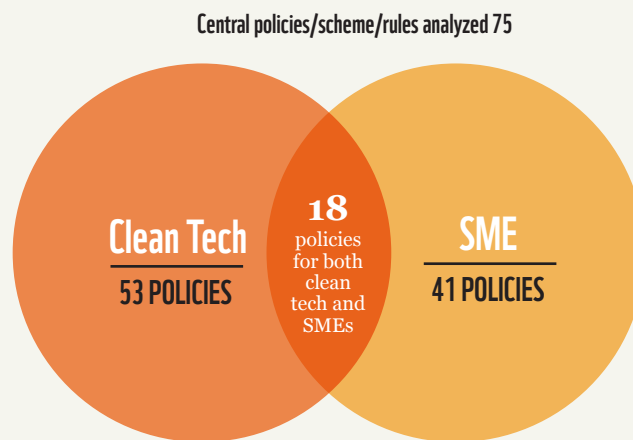 Central policies/scheme/rules analyzed 75
Clean Tech
53 POLICIES
18
policies
for both
clean
tech and
SMEs
SME
41 POLICIES